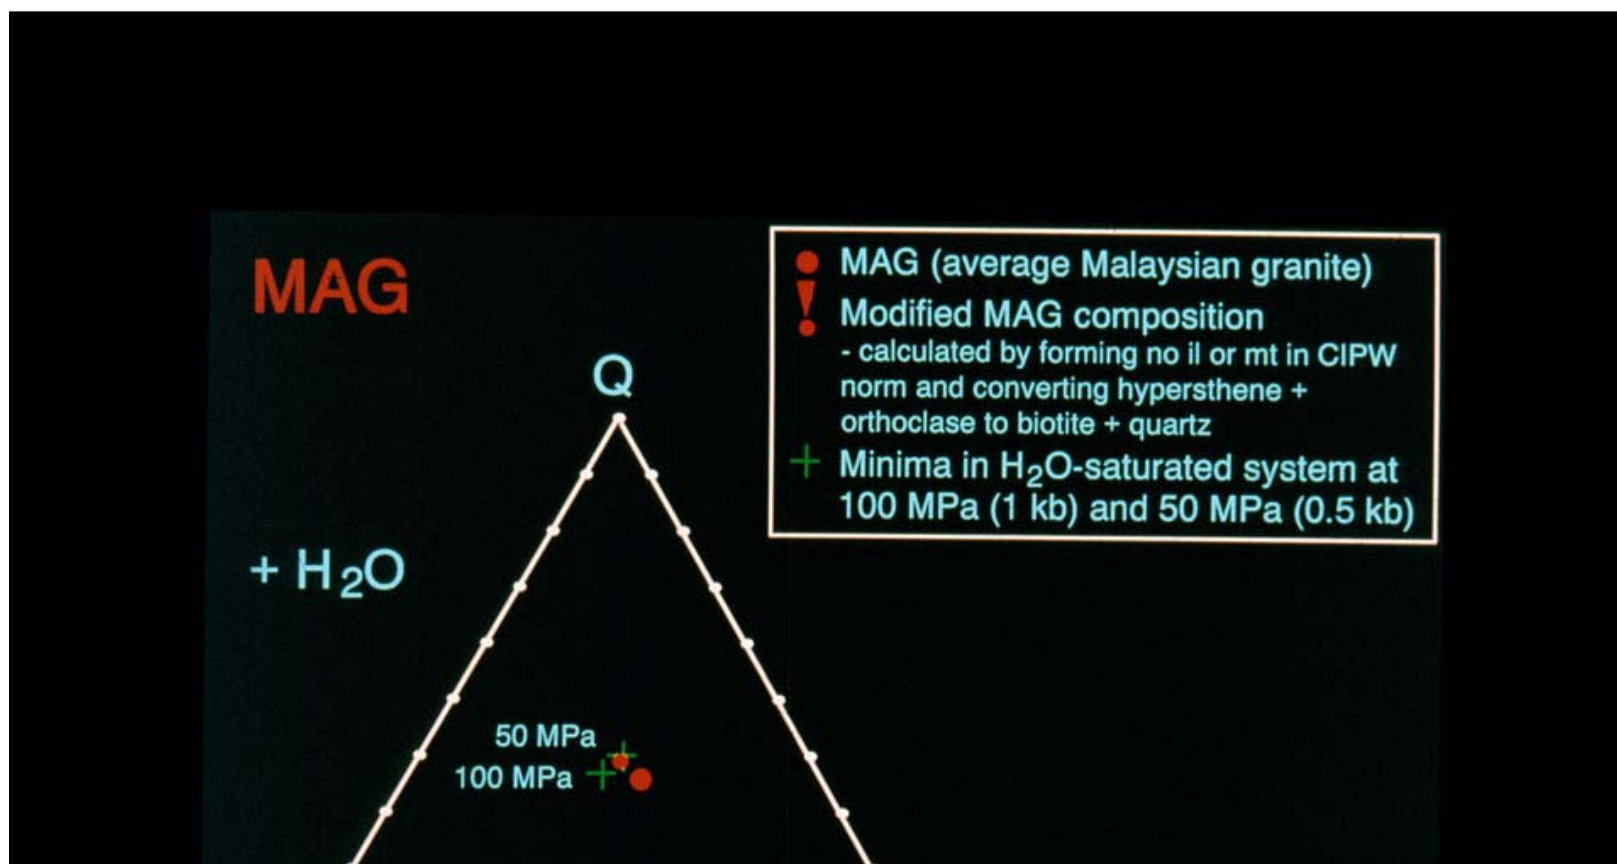 MAG
MAG (average Malaysian granite)
Modified MAG composition
- calculated by forming no il or mt in CIPW
norm and converting hypersthene +
orthoclase to biotite + quartz
+ Minima in H₂O-saturated system at
100 MPa (1 kb) and 50 MPa (0.5 kb)
Q
+ H₂O
50 MPa
100 MPa